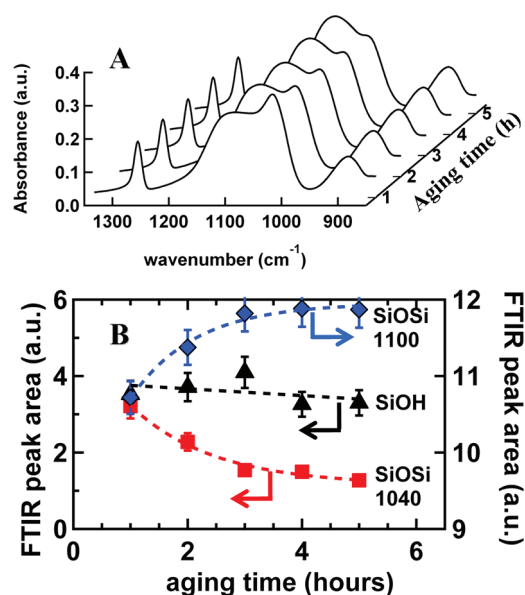 A
Absorbance (a.u.)
0.4
0.3
0.2
0.1
0.0
1300 1200 1100 1000 900
wavenumber (cm-1)
1 2 3 4 5
Aging time (h)
B
FTIR peak area (a.u.)
6
4
2
0
0 2 4 6
aging time (hours)
12
11
10
9
FTIR peak area (a.u.)
SiOSi
1100
SiOH
SiOSi
1040